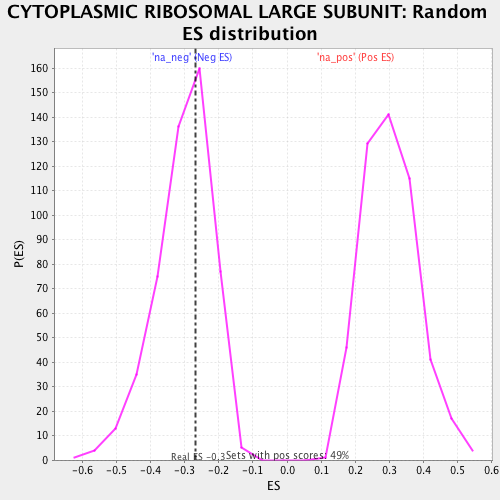 CYTOPLASMIC RIBOSOMAL LARGE SUBUNIT: Random
ES distribution
'na_neg' (Neg ES)
'na_pos' (Pos ES)
160
150
140
130
120
110
100
90
80
70
60
50
40
30
20
10
0
P(ES)
Real ES -0.3
Sets with pos scores: 49%
-0.6 -0.5 -0.4 -0.3 -0.2 -0.1 0.0 0.1 0.2 0.3 0.4 0.5 0.6
ES